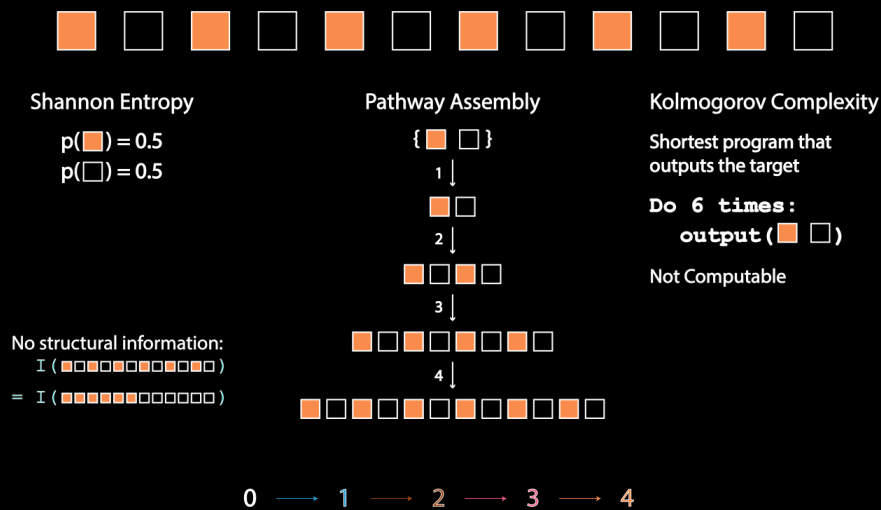 Shannon Entropy
p( ) = 0.5
p( ) = 0.5
No structural information:
I ( )
= I ( )
Pathway Assembly
{ }
1
2
3
4
Kolmogorov Complexity
Shortest program that
outputs the target
Do 6 times:
output( )
Not Computable
0 1 2 3 4